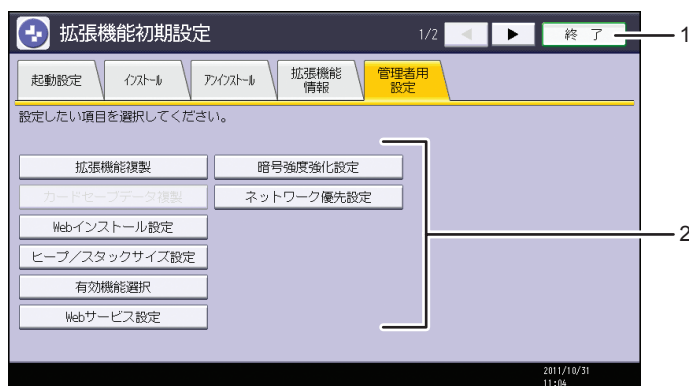 拡張機能初期設定
1/2
終 了
1
起動設定
インストール
アンインストール
拡張機能
情報
管理者用
設定
設定したい項目を選択してください。
拡張機能複製
暗号強度強化設定
カードセーブデータ複製
ネットワーク優先設定
Webインストール設定
2
ヒープ/スタックサイズ設定
有効機能選択
Webサービス設定
2011/10/31
11:04